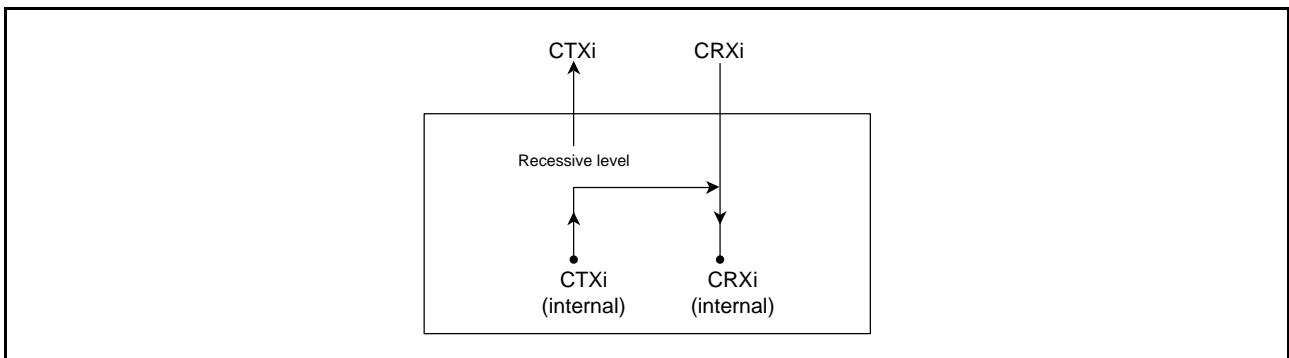 CTXi CRXi
Recessive level
CTXi CRXi
(internal) (internal)